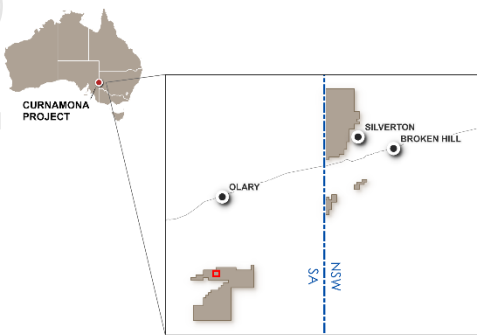 CURNAMONA
PROJECT
SILVERTON
BROKEN HILL
OLARY
NSW
SA